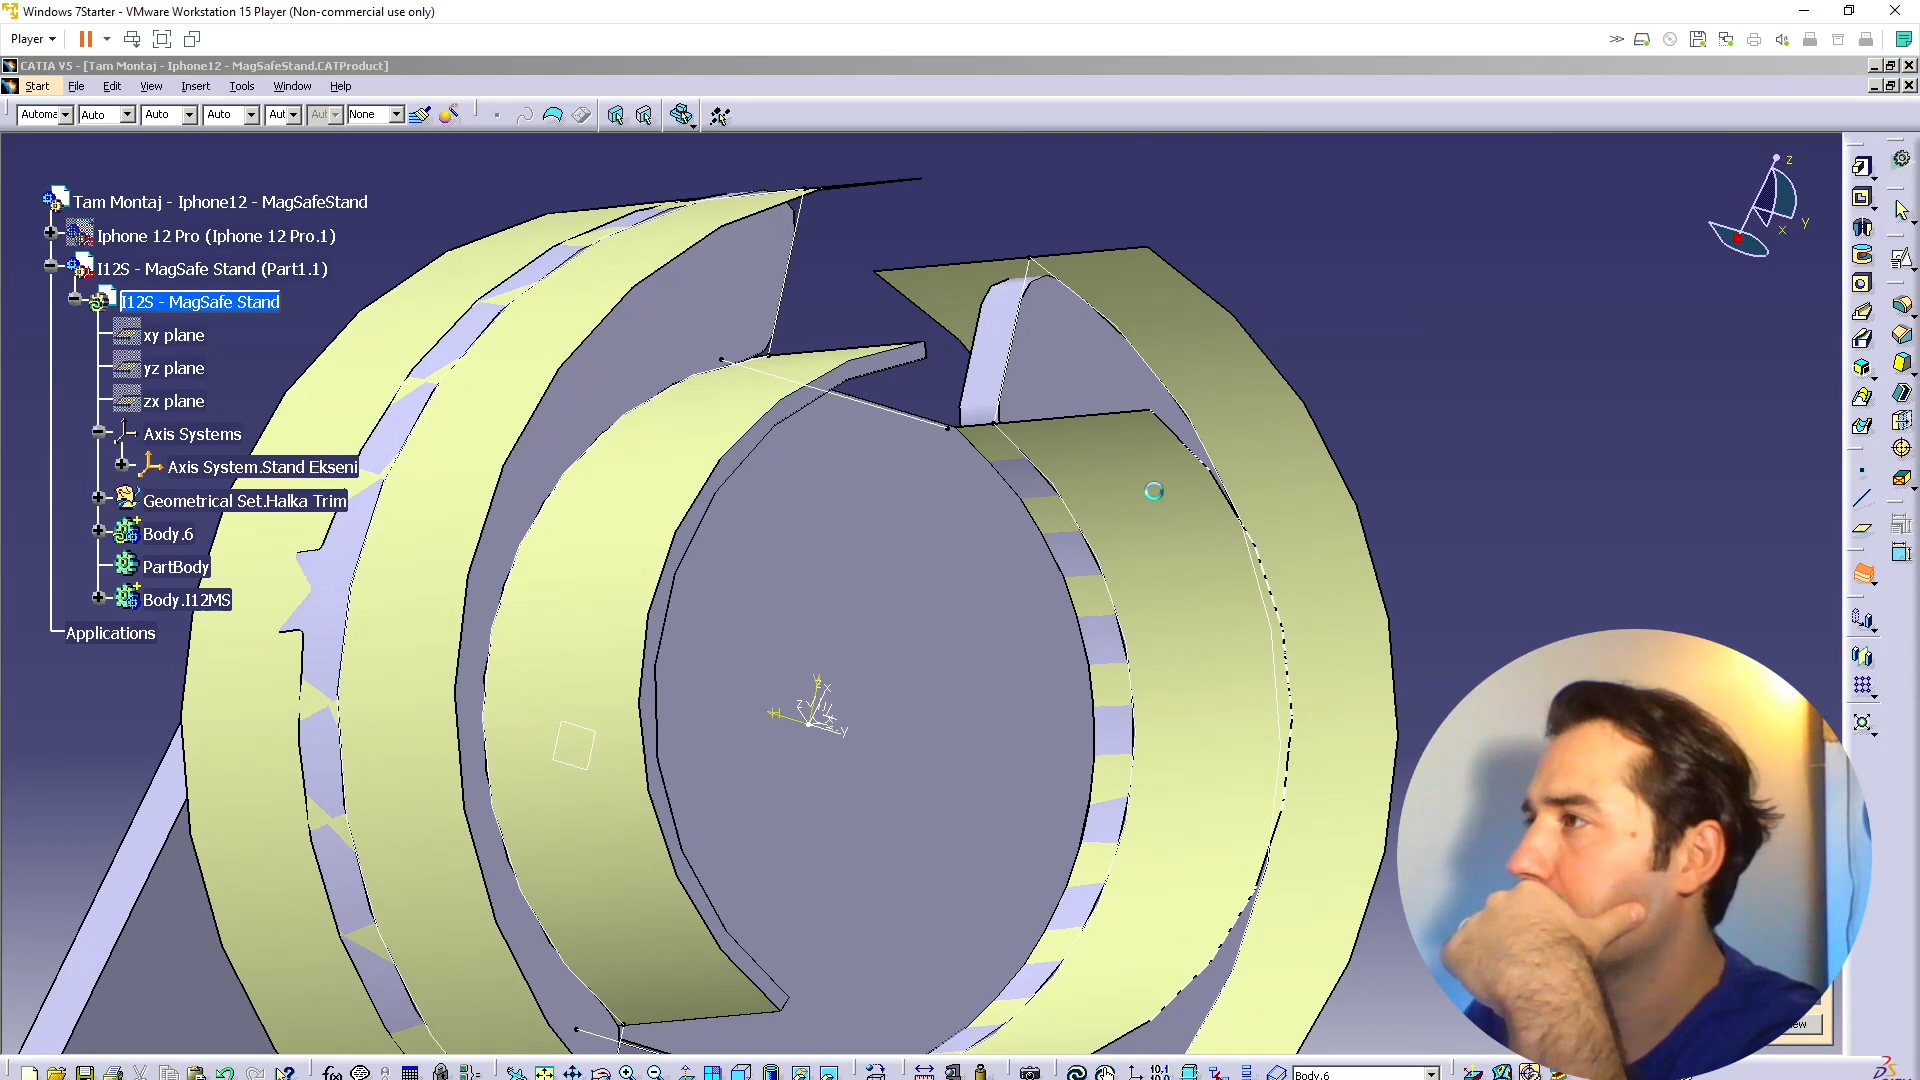 Windows 7Starter - VMware Workstation 15 Player (Non-commercial use only)
Player
CATIA V5 - [Tam Montaj - Iphone12 - MagSafeStand.CATProduct]
Start File Edit View Insert Tools Window Help
Automa Auto Auto Auto Aut Aut None
Tam Montaj - Iphone12 - MagSafeStand
Iphone 12 Pro (Iphone 12 Pro.1)
I12S - MagSafe Stand (Part1.1)
I12S - MagSafe Stand
xy plane
yz plane
zx plane
Axis Systems
Axis System.Stand Ekseni
Geometrical Set.Halka Trim
Body.6
PartBody
Body.I12MS
Applications
z
y
x
H
Body.6